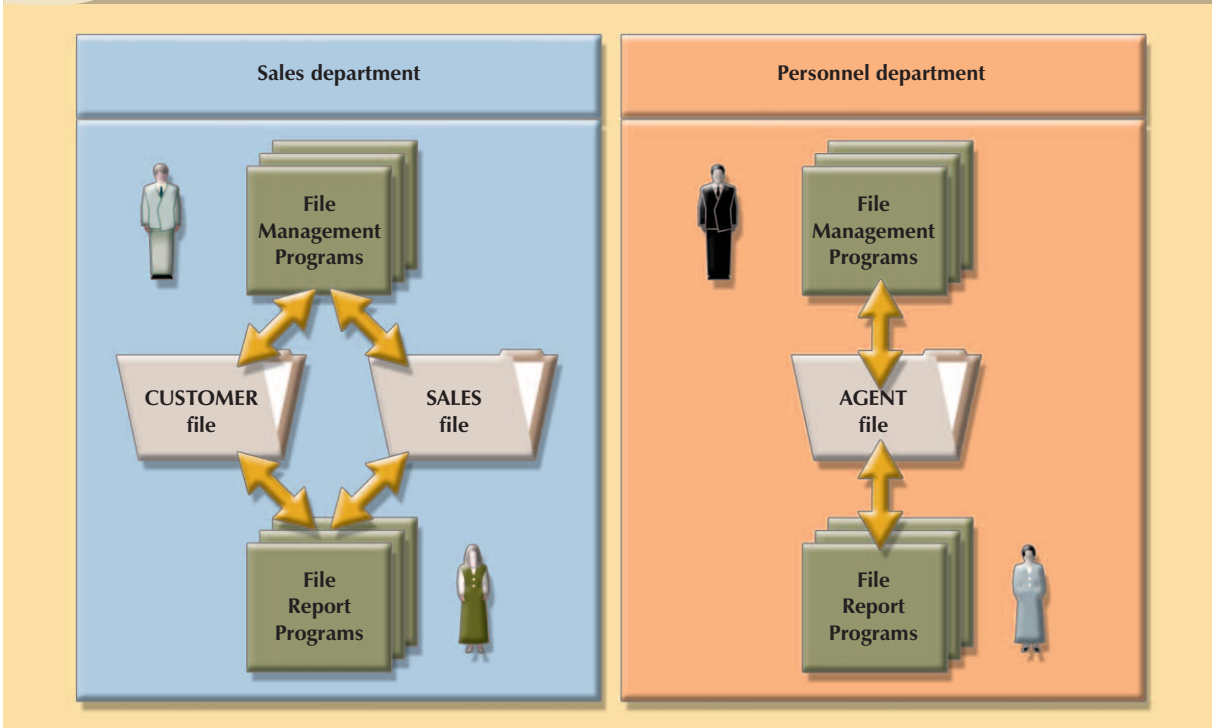 Sales department
File
Management
Programs
CUSTOMER
file
SALES
file
File
Report
Programs
Personnel department
File
Management
Programs
AGENT
file
File
Report
Programs